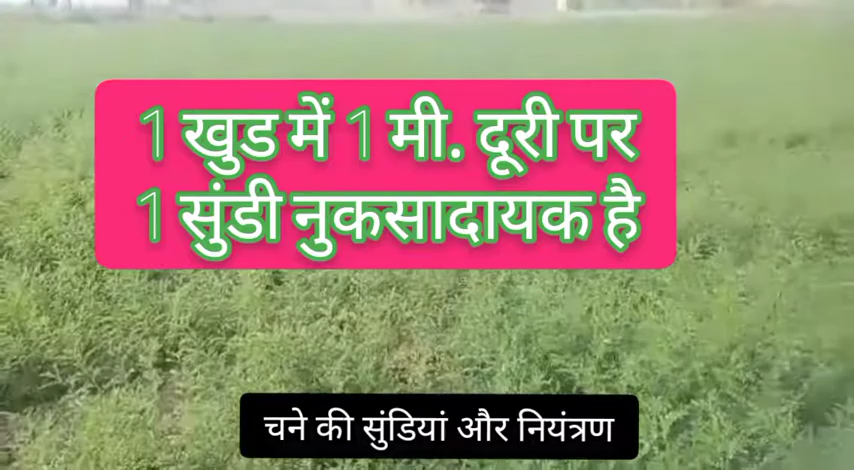 1 खुड में 1 मी. दूरी पर
1 सुंडी नुकसादायक है
चने की सुंडियां और नियंत्रण